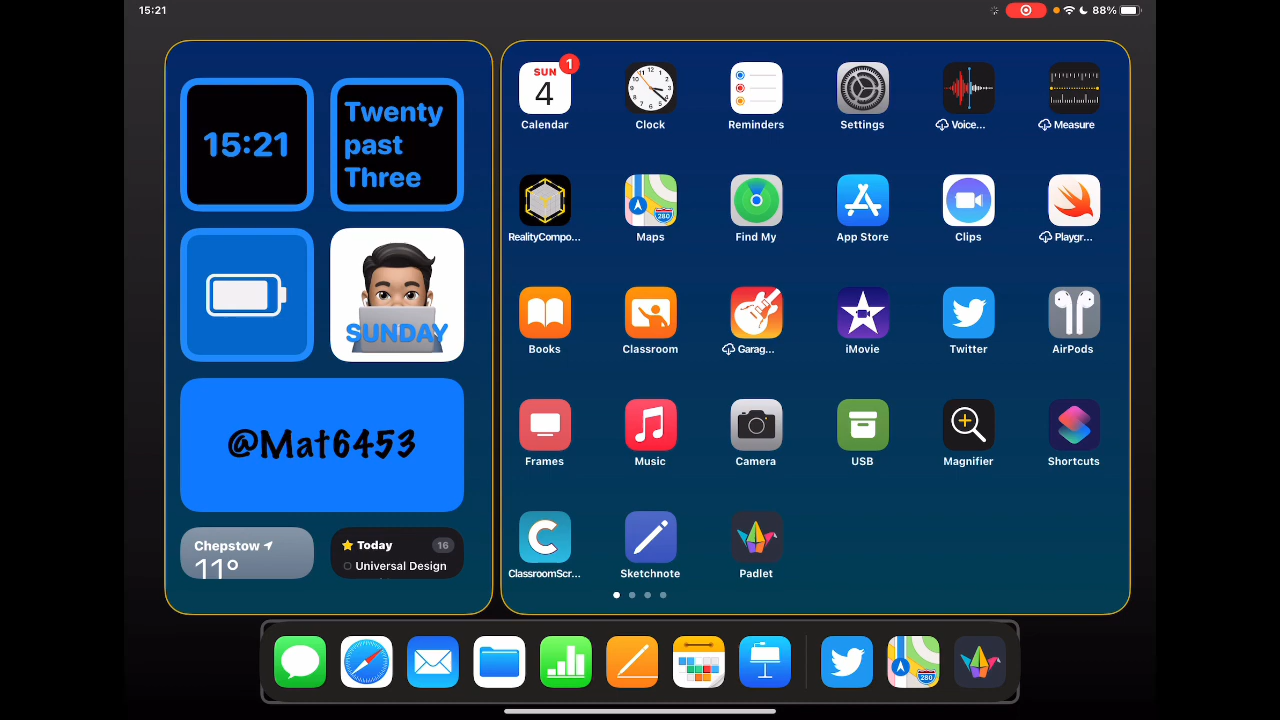 15:21
88%
15:21
Twenty
past
Three
SUNDAY
@Mat6453
Chepstow
11°
Today
16
Universal Design
SUN
4
1
Calendar
12
Clock
Reminders
Settings
Voice...
Measure
RealityCompo...
280
Maps
Find My
App Store
Clips
Playgr...
Books
Classroom
Garag...
iMovie
Twitter
AirPods
Frames
Music
Camera
USB
Magnifier
Shortcuts
C
ClassroomScr...
Sketchnote
Padlet
280